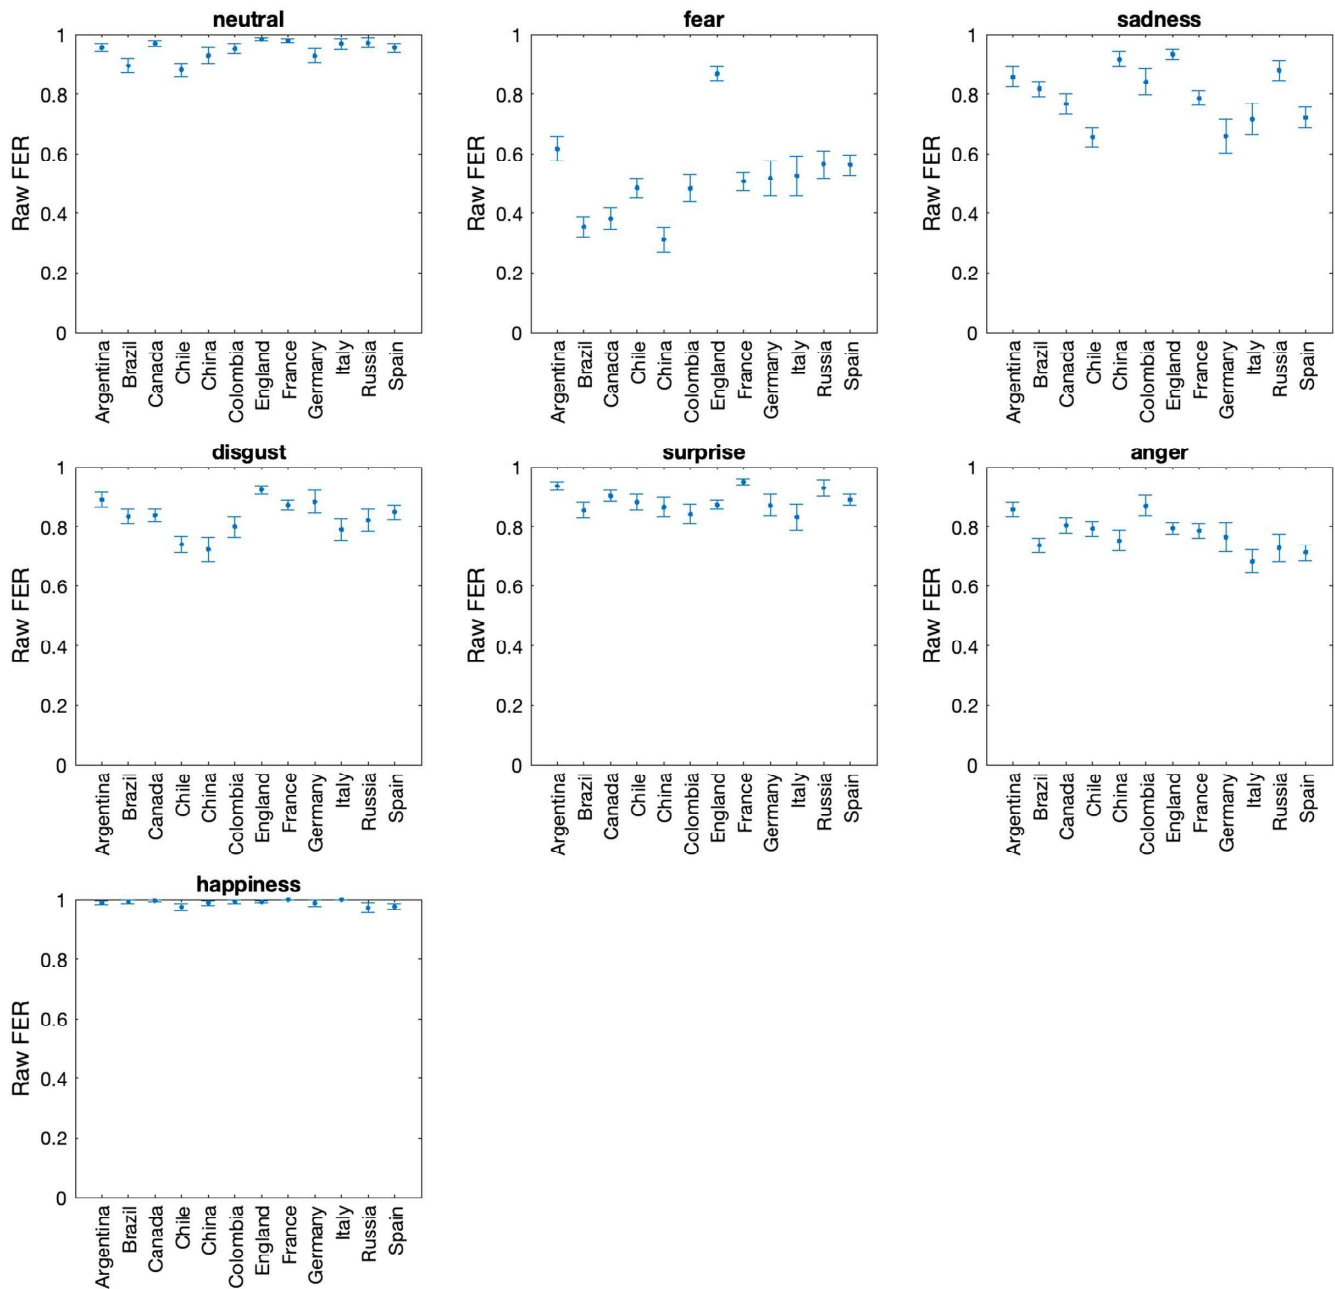 neutral
fear
sadness
1
0.8
0.6
0.4
0.2
0
Raw FER
Argentina
Brazil
Canada
Chile
China
Colombia
England
France
Germany
Italy
Russia
Spain
1
0.8
0.6
0.4
0.2
0
Raw FER
Argentina
Brazil
Canada
Chile
China
Colombia
England
France
Germany
Italy
Russia
Spain
1
0.8
0.6
0.4
0.2
0
Raw FER
Argentina
Brazil
Canada
Chile
China
Colombia
England
France
Germany
Italy
Russia
Spain
disgust
surprise
anger
1
0.8
0.6
0.4
0.2
0
Raw FER
Argentina
Brazil
Canada
Chile
China
Colombia
England
France
Germany
Italy
Russia
Spain
1
0.8
0.6
0.4
0.2
0
Raw FER
Argentina
Brazil
Canada
Chile
China
Colombia
England
France
Germany
Italy
Russia
Spain
1
0.8
0.6
0.4
0.2
0
Raw FER
Argentina
Brazil
Canada
Chile
China
Colombia
England
France
Germany
Italy
Russia
Spain
happiness
1
0.8
0.6
0.4
0.2
0
Raw FER
Argentina
Brazil
Canada
Chile
China
Colombia
England
France
Germany
Italy
Russia
Spain